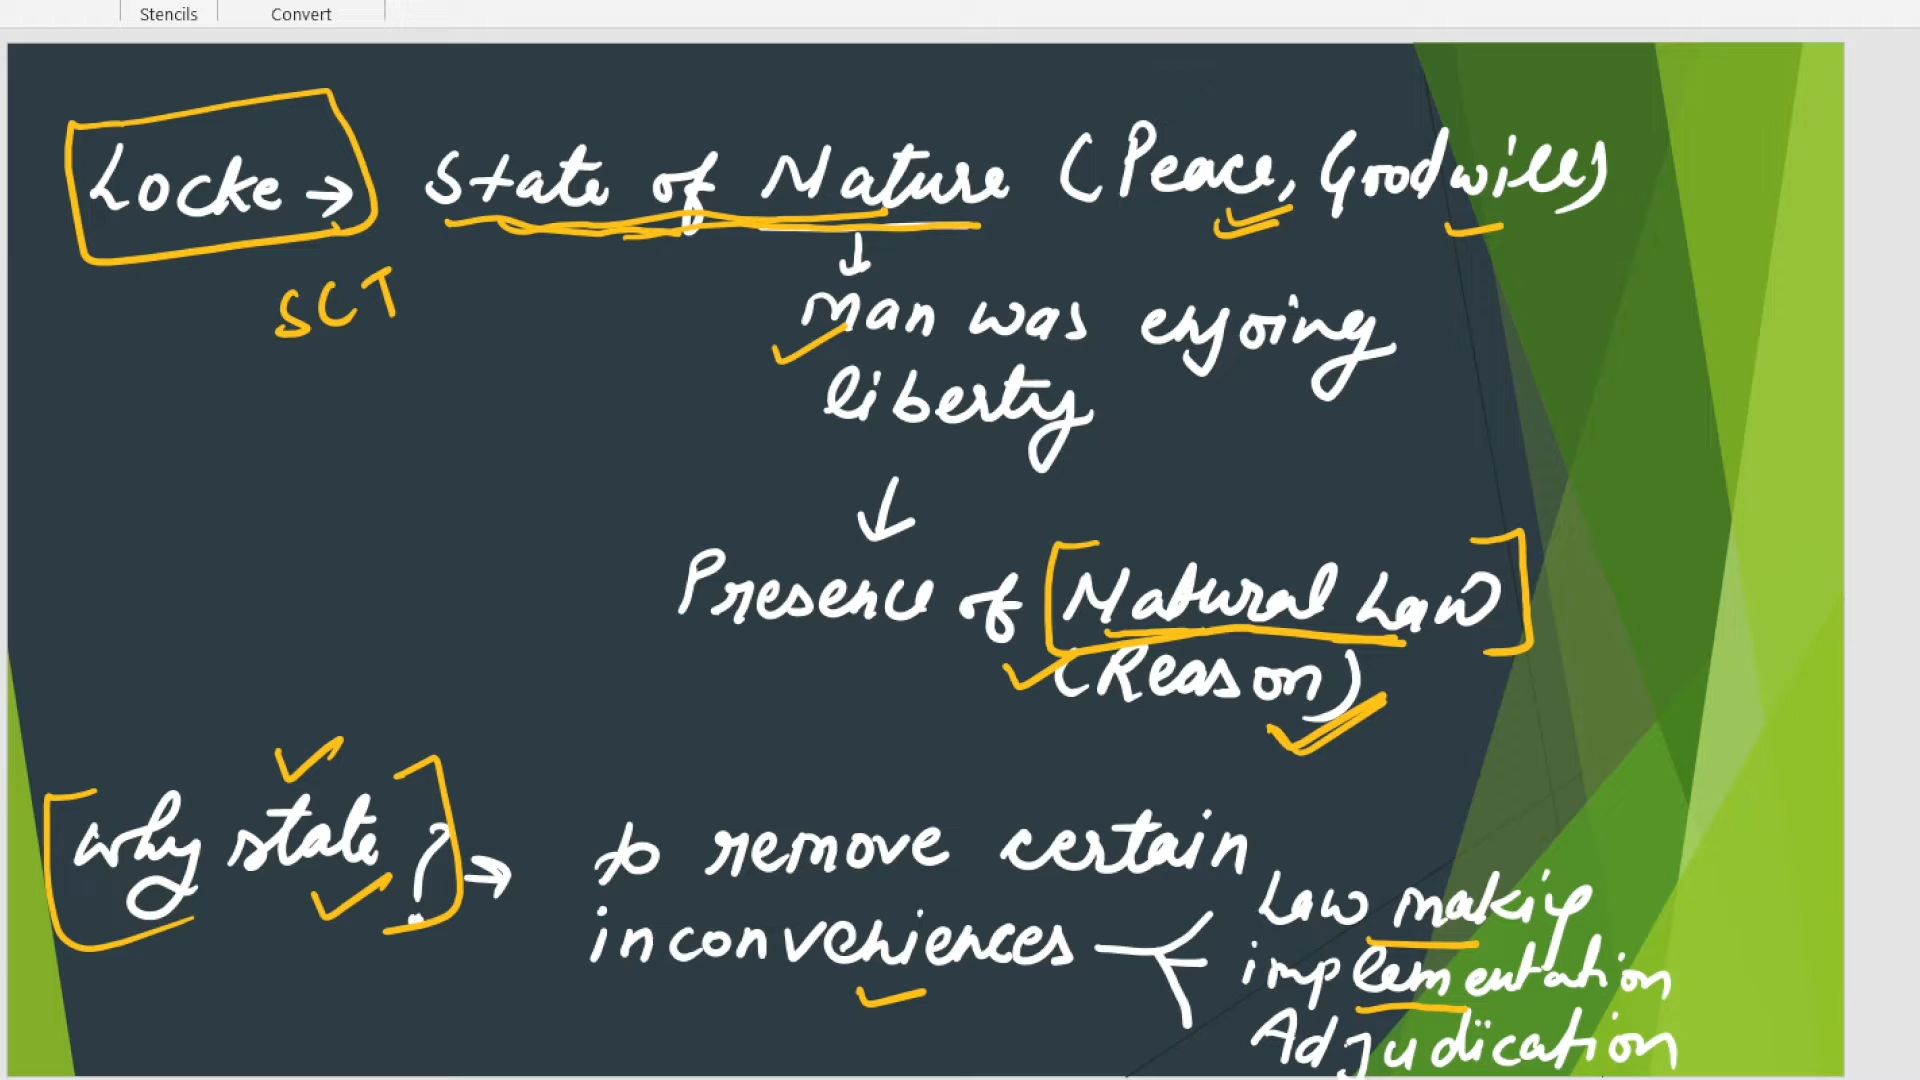 Stencils Convert
Locke → State of Nature (Peace, Goodwill)
SCT
↓
Man was enjoing
liberty
↓
Presence of [Natural Law]
(Reason)
[Why state ?] → to remove certain
inconveniences
Law making
implementation
Adjudication